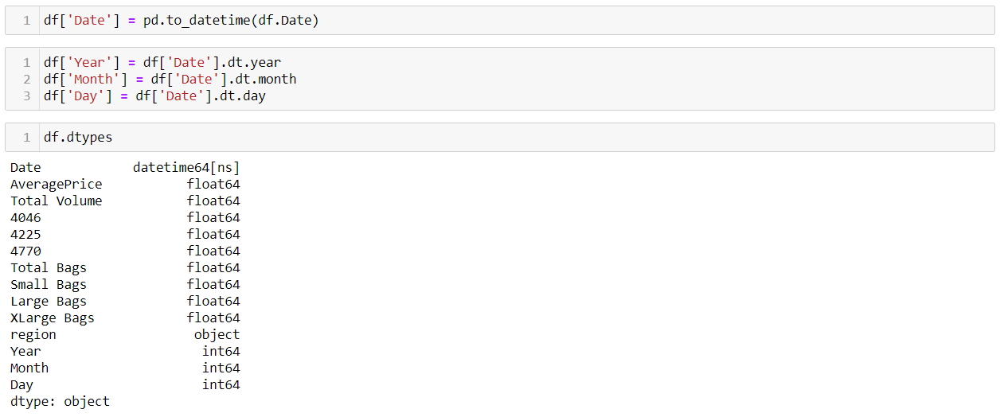 1 df['Date'] = pd.to_datetime(df.Date)
1 df['Year'] = df['Date'].dt.year
2 df['Month'] = df['Date'].dt.month
3 df['Day'] = df['Date'].dt.day
1 df.dtypes
Date datetime64[ns]
AveragePrice float64
Total Volume float64
4046 float64
4225 float64
4770 float64
Total Bags float64
Small Bags float64
Large Bags float64
XLarge Bags float64
region object
Year int64
Month int64
Day int64
dtype: object